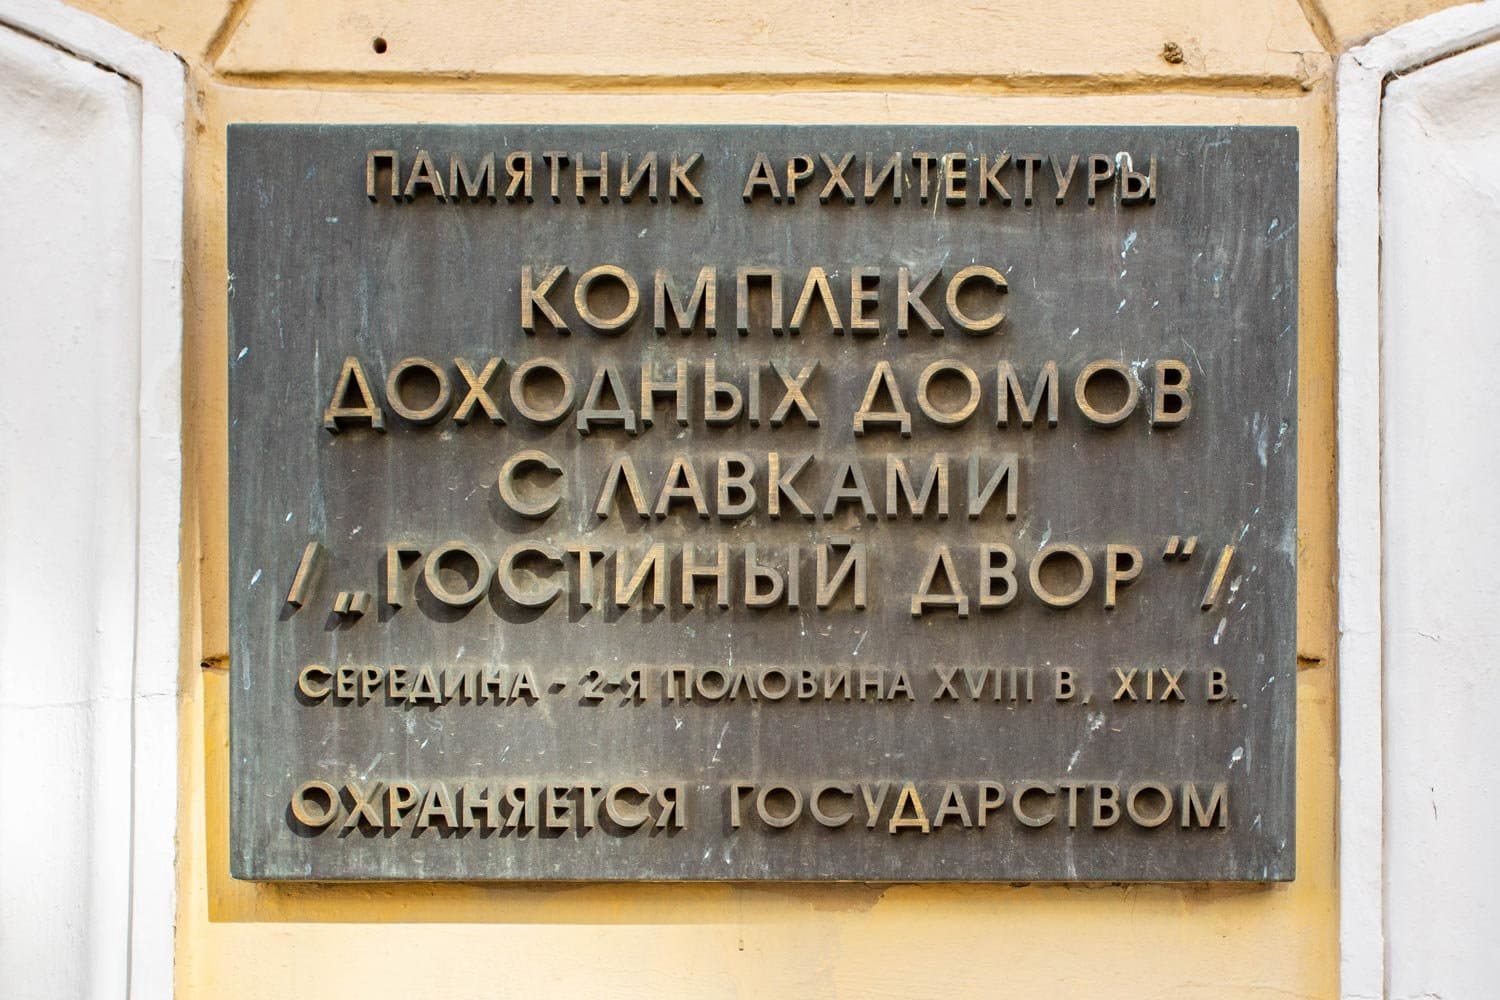 ПАМЯТНИК АРХИТЕКТУРЫ
КОМПЛЕКС
ДОХОДНЫХ ДОМОВ
С ЛАВКАМИ
/„ГОСТИНЫЙ ДВОР“/
СЕРЕДИНА - 2-Я ПОЛОВИНА XVIII В, XIX В.
ОХРАНЯЕТСЯ ГОСУДАРСТВОМ